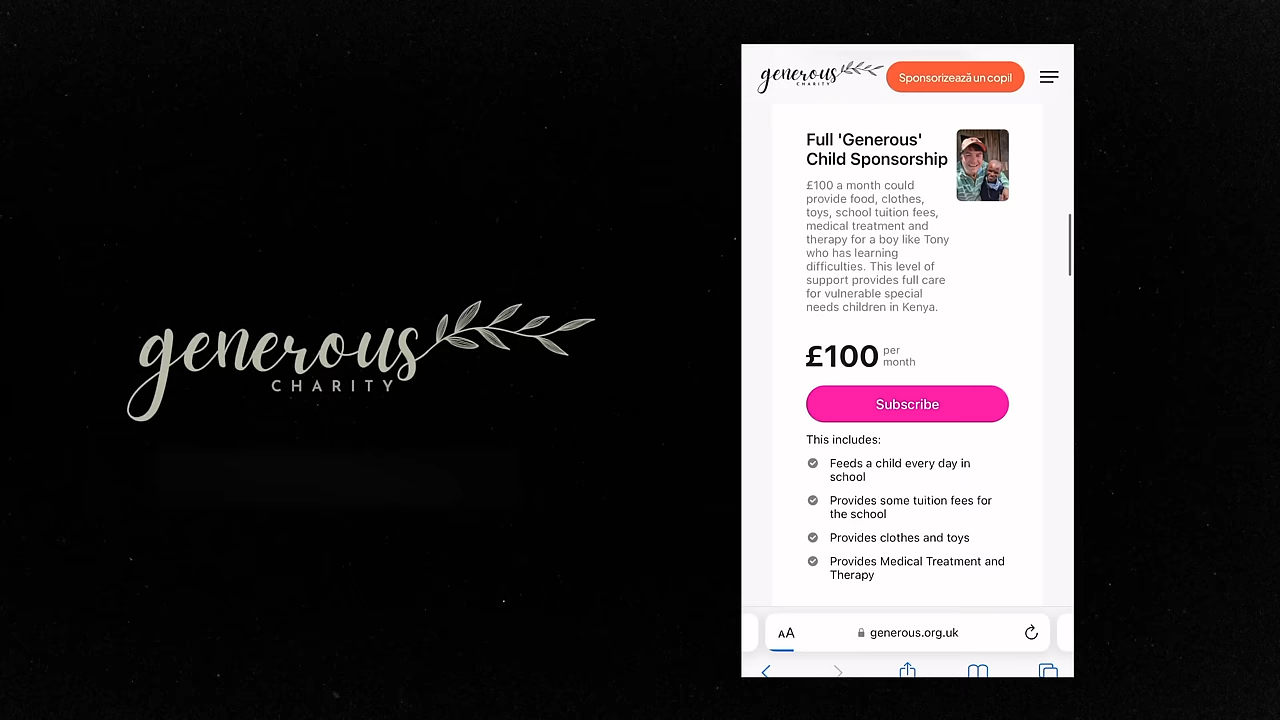 generous
CHARITY
generous
CHARITY
Sponsorizează un copil
Full 'Generous'
Child Sponsorship
£100 a month could
provide food, clothes,
toys, school tuition fees,
medical treatment and
therapy for a boy like Tony
who has learning
difficulties. This level of
support provides full care
for vulnerable special
needs children in Kenya.
£100 per
month
Subscribe
This includes:
Feeds a child every day in
school
Provides some tuition fees for
the school
Provides clothes and toys
Provides Medical Treatment and
Therapy
AA
generous.org.uk